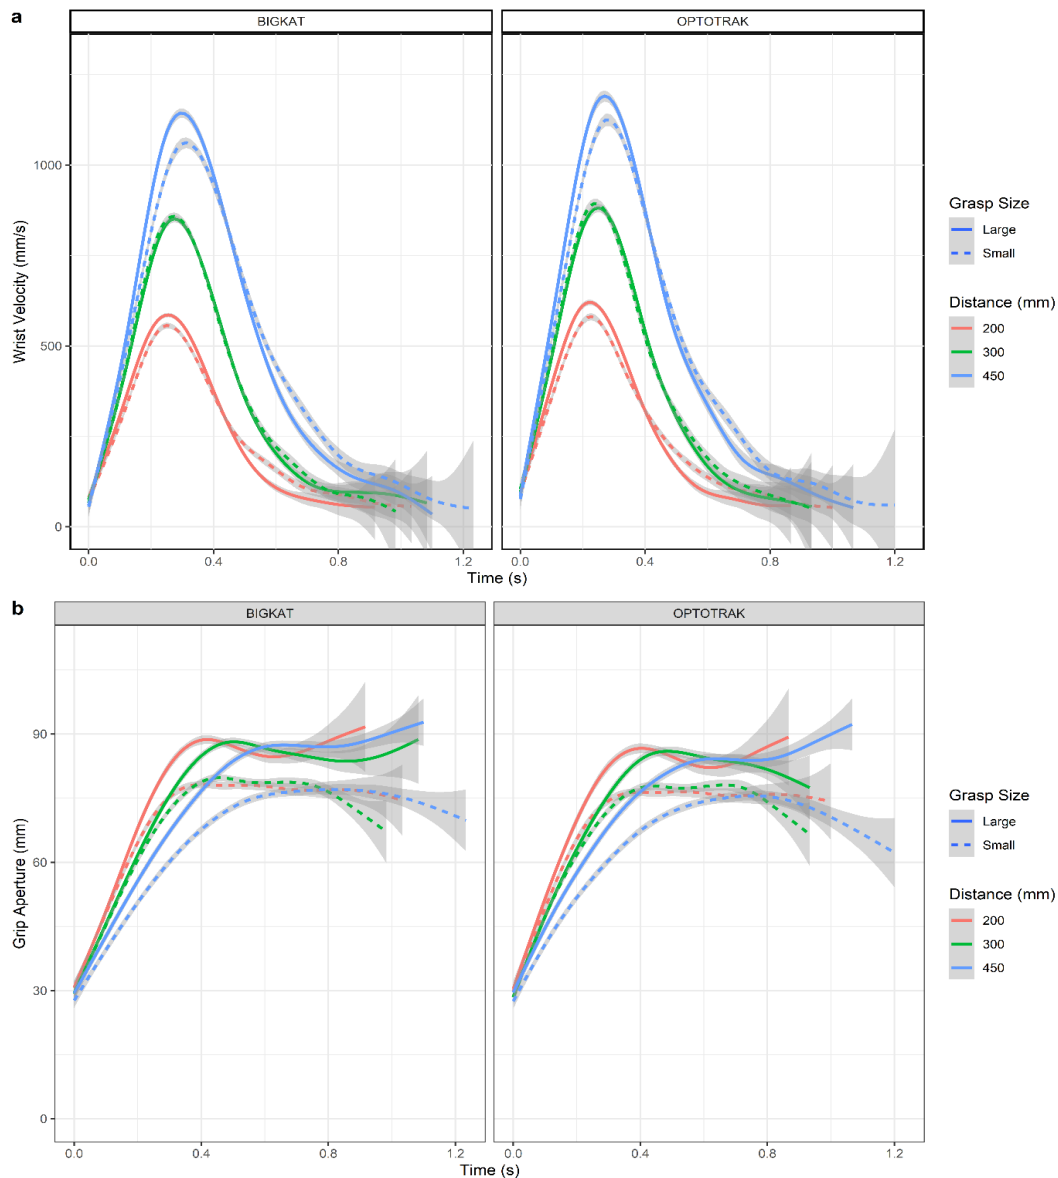 a
BIGKAT OPTOTRAK
1000
500
0
Wrist Velocity (mm/s)
0.0 0.4 0.8 1.2 0.0 0.4 0.8 1.2
Time (s)
Grasp Size
Large
Small
Distance (mm)
200
300
450
b
BIGKAT OPTOTRAK
90
60
30
0
Grip Aperture (mm)
0.0 0.4 0.8 1.2 0.0 0.4 0.8 1.2
Time (s)
Grasp Size
Large
Small
Distance (mm)
200
300
450